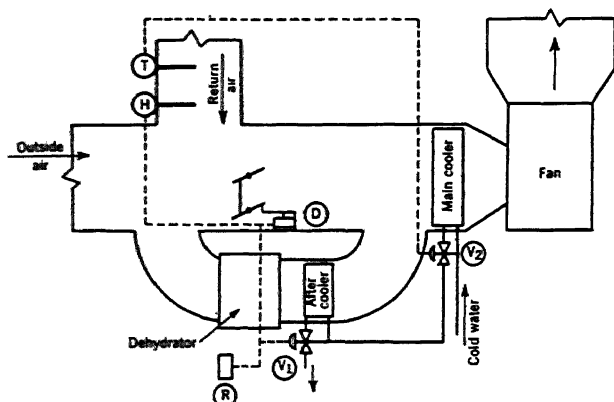 T
H
Return
air
Outside
air
D
Main cooler
Fan
V2
After
cooler
Dehydrator
V1
R
Cold water